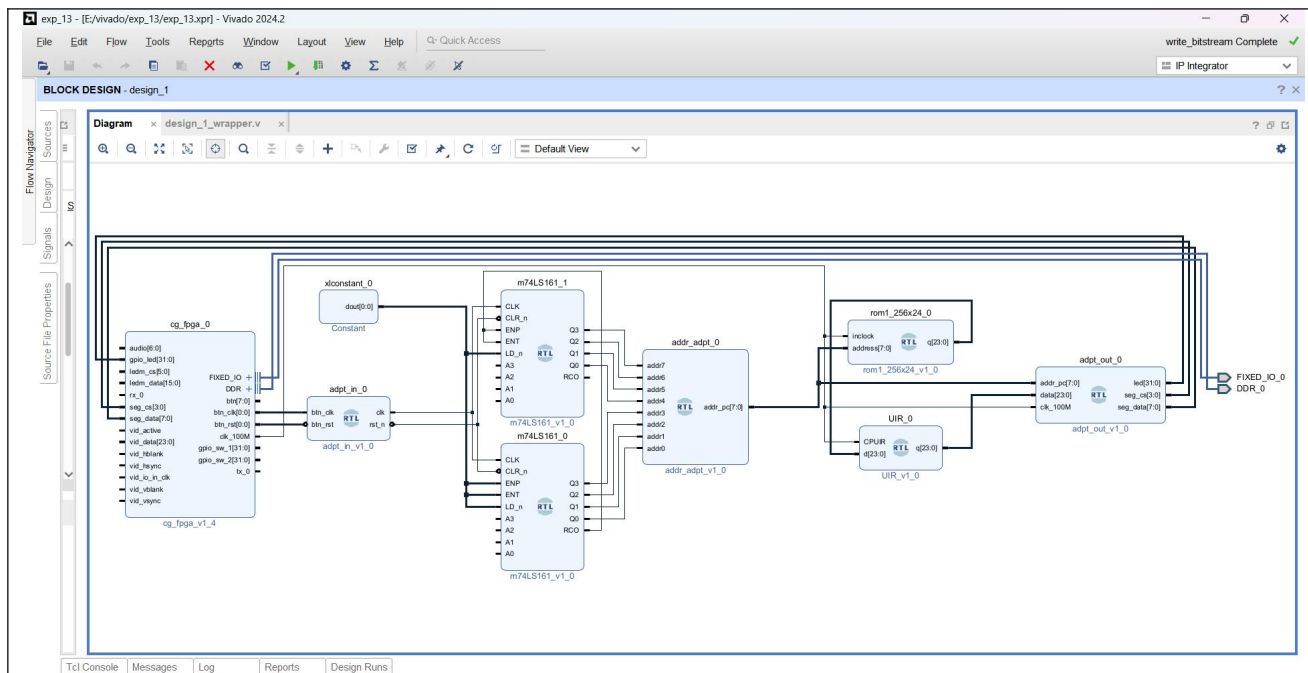 exp_13 - [E:/vivado/exp_13/exp_13.xpr] - Vivado 2024.2
File Edit Flow Tools Reports Window Layout View Help Q- Quick Access
write_bitstream Complete
IP Integrator
BLOCK DESIGN - design_1
Flow Navigator
Sources
Design
Signals
Source File Properties
Diagram
design_1_wrapper.v
Default View
cg_fpga_0
audio[6:0]
gpio_led[31:0]
ledm_cs[5:0]
ledm_data[15:0]
rx_0
seg_cs[3:0]
seg_data[7:0]
vid_active
vid_data[23:0]
vid_hblank
vid_hsync
vid_io_in_clk
vid_vblank
vid_vsync
FIXED_IO
DDR
btn[7:0]
btn_clk[0:0]
btn_rst[0:0]
clk_100M
gpio_sw_1[31:0]
gpio_sw_2[31:0]
tx_0
cg_fpga_v1_4
xlconstant_0
dout[0:0]
Constant
adpt_in_0
btn_clk
btn_rst
RTL
clk
rst_n
adpt_in_v1_0
m74LS161_1
CLK
CLR_n
ENP
ENT
LD_n
A3
A2
A1
A0
RTL
Q3
Q2
Q1
Q0
RCO
m74LS161_v1_0
m74LS161_0
CLK
CLR_n
ENP
ENT
LD_n
A3
A2
A1
A0
RTL
Q3
Q2
Q1
Q0
RCO
m74LS161_v1_0
addr_adpt_0
addr7
addr6
addr5
addr4
addr3
addr2
addr1
addr0
RTL
addr_pc[7:0]
addr_adpt_v1_0
rom1_256x24_0
inclock
address[7:0]
RTL
q[23:0]
rom1_256x24_v1_0
UIR_0
CPUIR
d[23:0]
RTL
q[23:0]
UIR_v1_0
adpt_out_0
addr_pc[7:0]
data[23:0]
clk_100M
RTL
led[31:0]
seg_cs[3:0]
seg_data[7:0]
adpt_out_v1_0
FIXED_IO_0
DDR_0
Tcl Console Messages Log Reports Design Runs